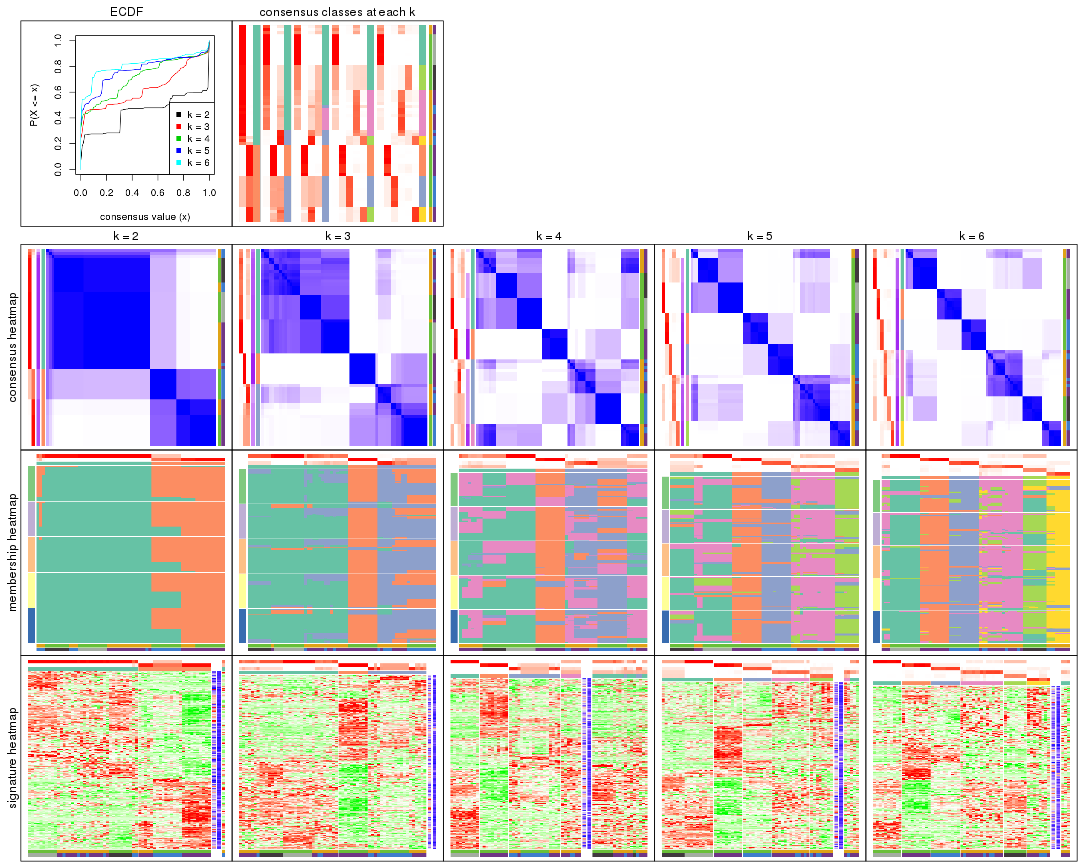 ECDF
consensus classes at each k
P(X <= x)
0.0 0.2 0.4 0.6 0.8 1.0
k = 2
k = 3
k = 4
k = 5
k = 6
0.0 0.2 0.4 0.6 0.8 1.0
consensus value (x)
k = 2
k = 3
k = 4
k = 5
k = 6
consensus heatmap
membership heatmap
signature heatmap